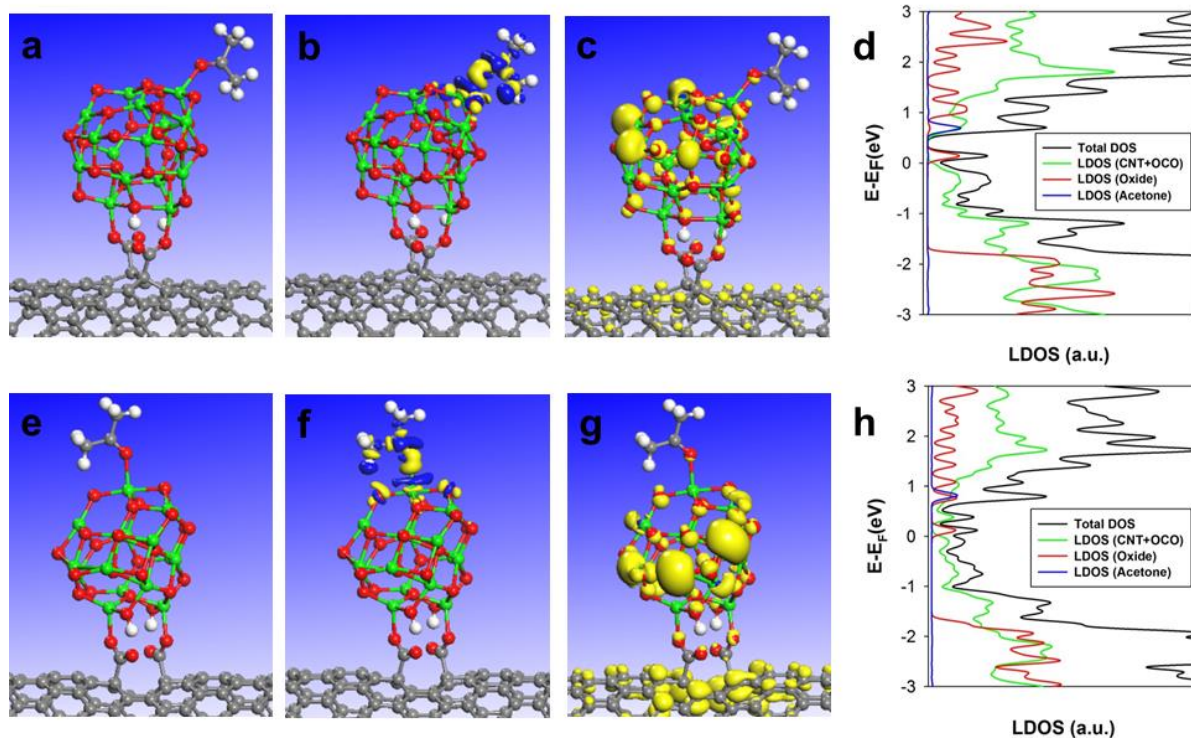 a b c d
3
2
1
0
-1
-2
-3
E-EF(eV)
Total DOS
LDOS (CNT+OCO)
LDOS (Oxide)
LDOS (Acetone)
LDOS (a.u.)
e f g h
3
2
1
0
-1
-2
-3
E-EF(eV)
Total DOS
LDOS (CNT+OCO)
LDOS (Oxide)
LDOS (Acetone)
LDOS (a.u.)